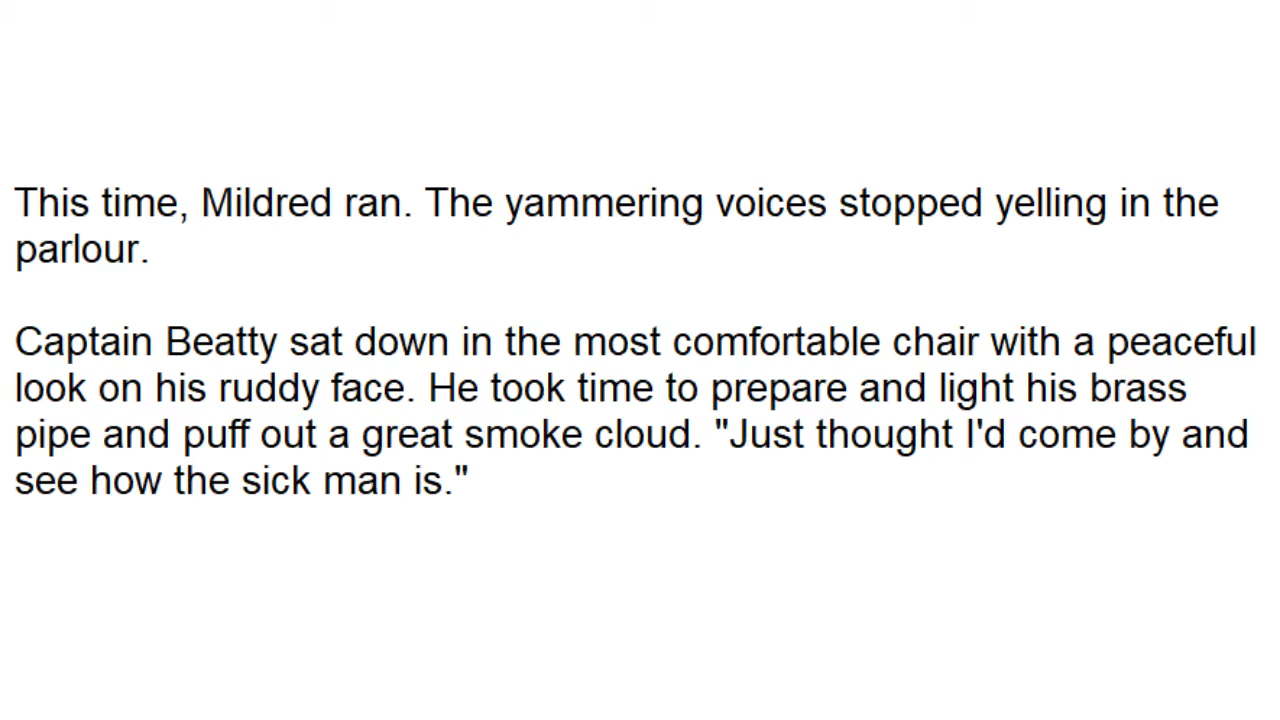 This time, Mildred ran. The yammering voices stopped yelling in the
parlour.
Captain Beatty sat down in the most comfortable chair with a peaceful
look on his ruddy face. He took time to prepare and light his brass
pipe and puff out a great smoke cloud. "Just thought I'd come by and
see how the sick man is."